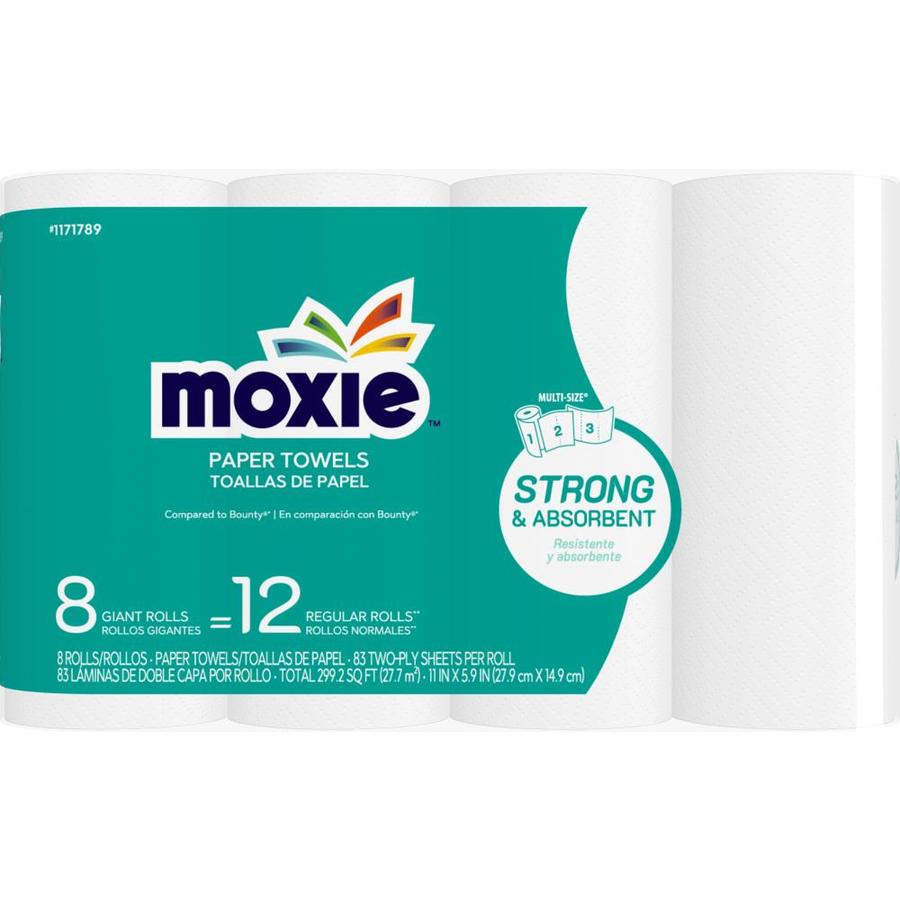 #1171789
moxie™
PAPER TOWELS
TOALLAS DE PAPEL
Compared to Bounty®* | En comparación con Bounty®*
MULTI-SIZE®
1 2 3
STRONG
& ABSORBENT
Resistente
y absorbente
8 GIANT ROLLS
ROLLOS GIGANTES
=12 REGULAR ROLLS**
ROLLOS NORMALES**
8 ROLLS/ROLLOS • PAPER TOWELS/TOALLAS DE PAPEL • 83 TWO-PLY SHEETS PER ROLL
83 LÁMINAS DE DOBLE CAPA POR ROLLO • TOTAL 299.2 SQ FT (27.7 m²) • 11 IN X 5.9 IN (27.9 cm X 14.9 cm)